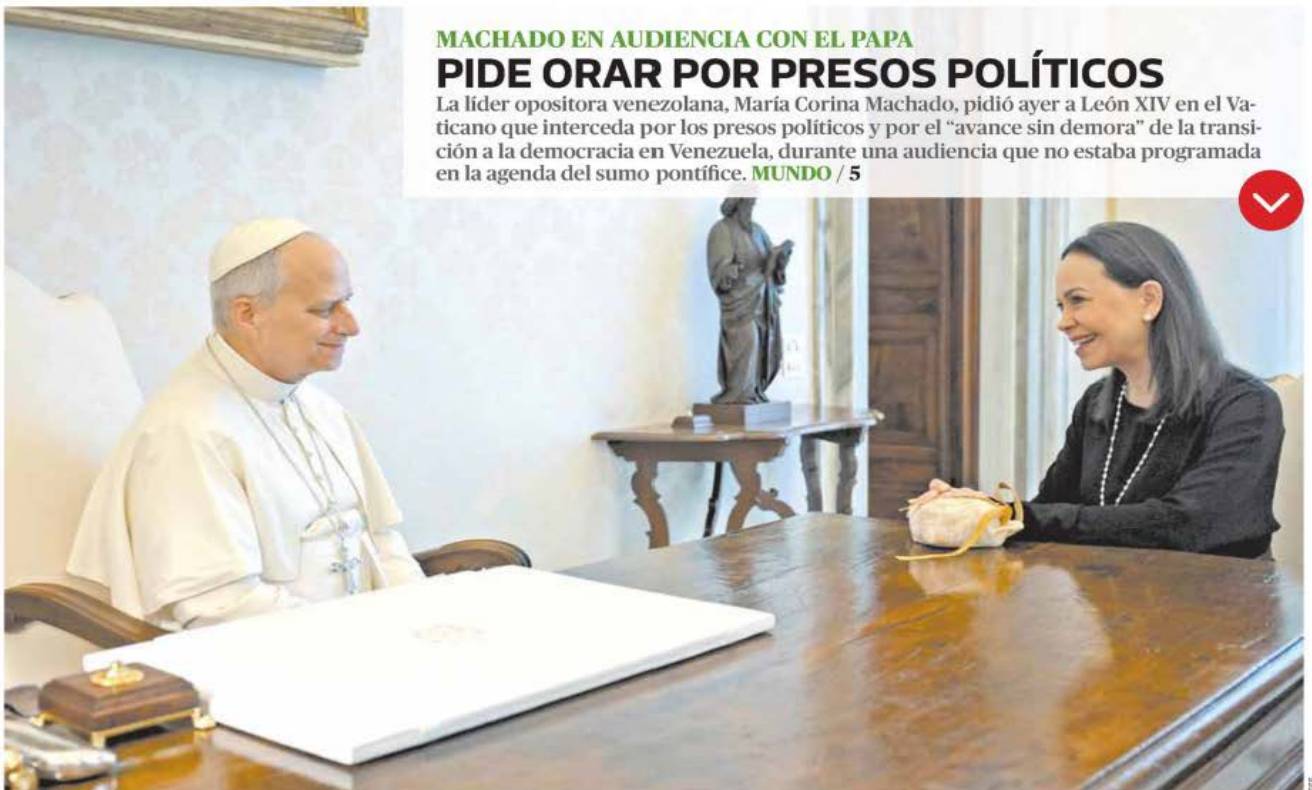 MACHADO EN AUDIENCIA CON EL PAPA
PIDE ORAR POR PRESOS POLÍTICOS
La líder opositora venezolana, María Corina Machado, pidió ayer a León XIV en el Va-
ticano que interceda por los presos políticos y por el “avance sin demora” de la transi-
ción a la democracia en Venezuela, durante una audiencia que no estaba programada
en la agenda del sumo pontífice. MUNDO / 5